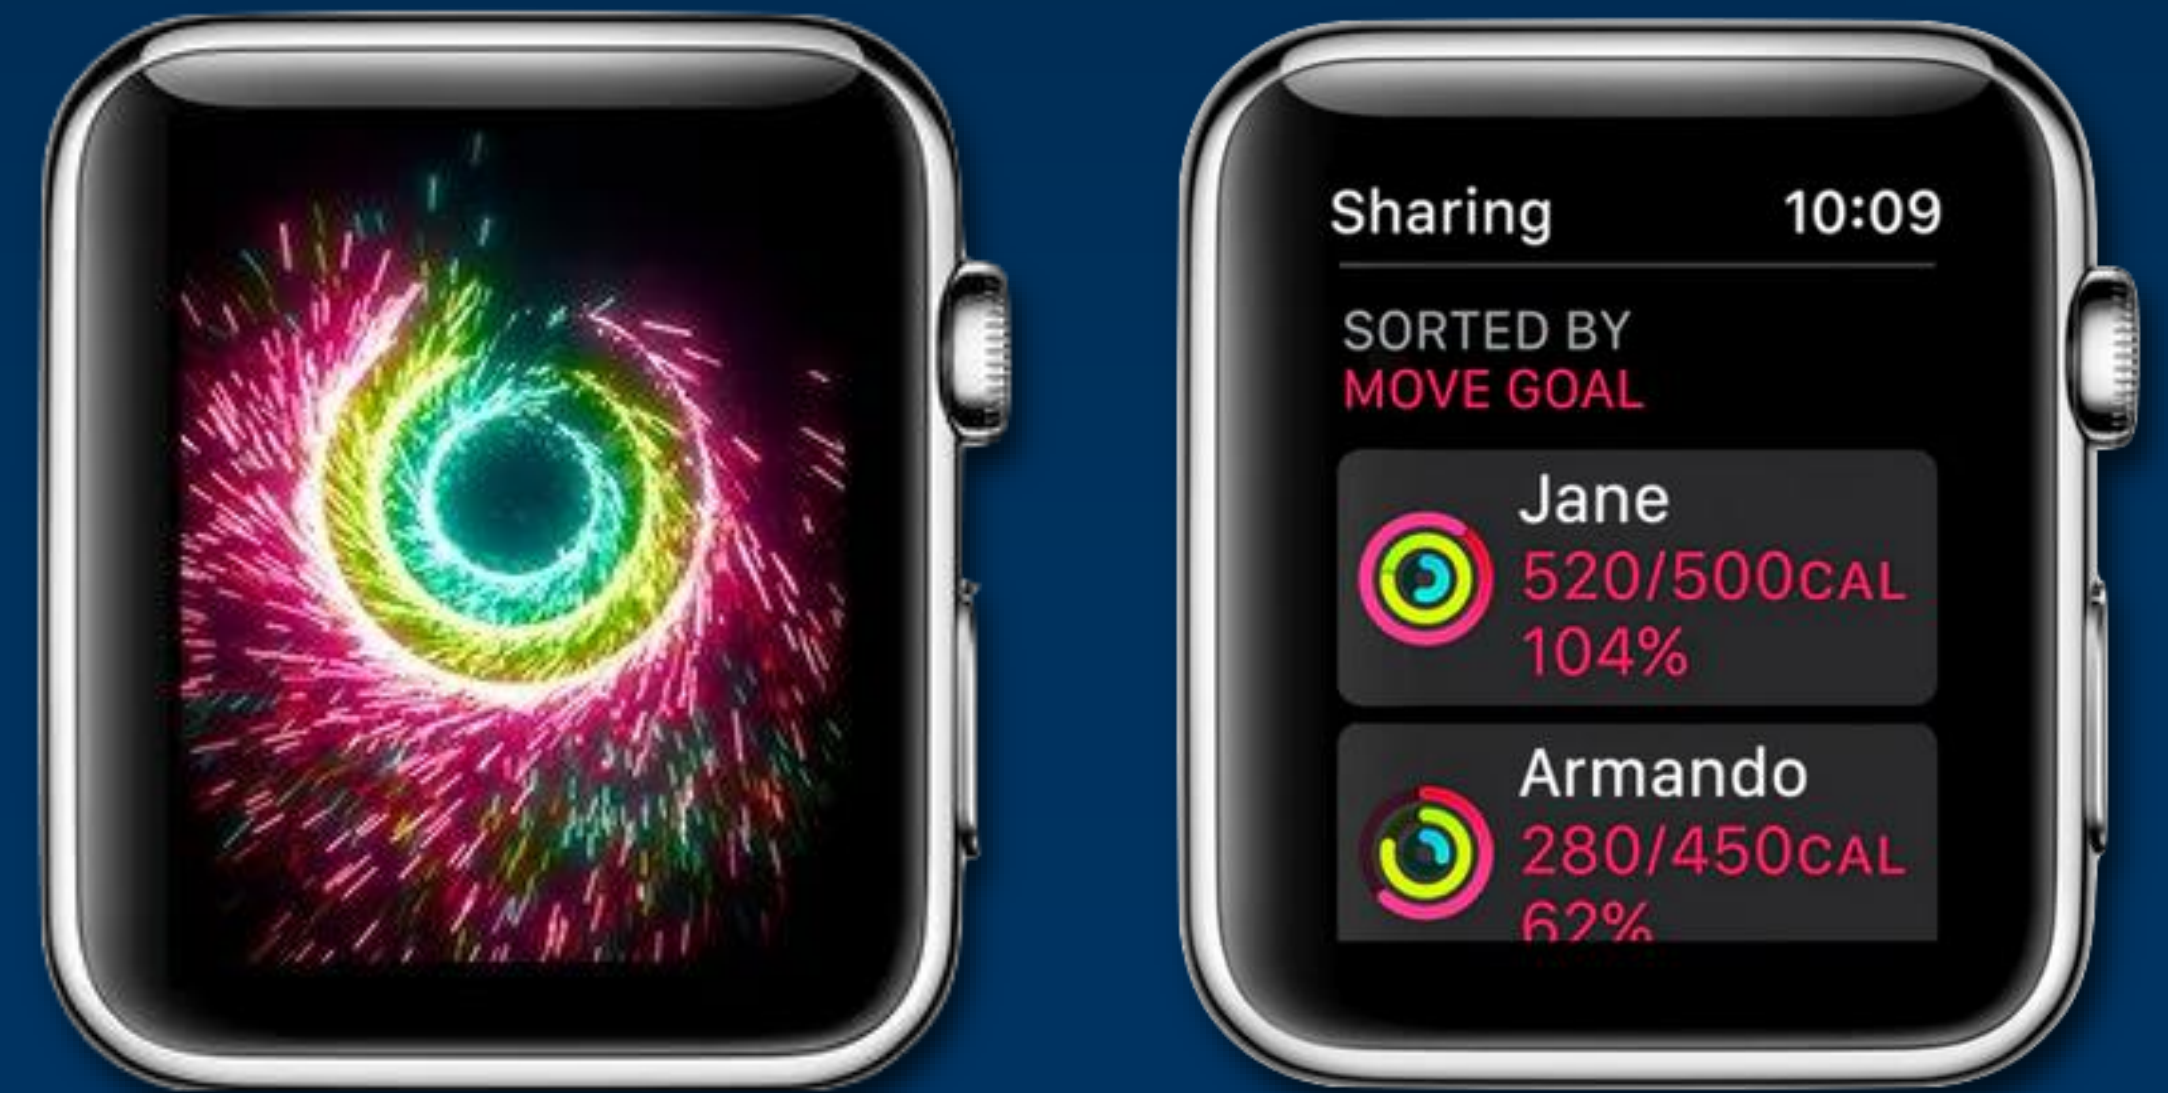 Sharing 10:09
SORTED BY
MOVE GOAL
Jane
520/500CAL
104%
Armando
280/450CAL
62%